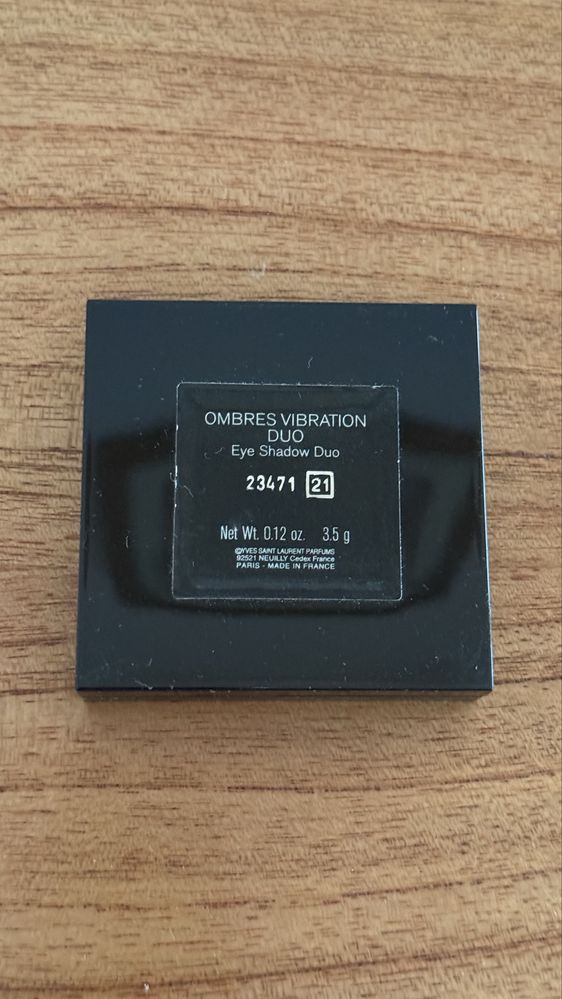 OMBRES VIBRATION
DUO
Eye Shadow Duo
23471 21
Net Wt. 0.12 oz. 3.5 g
©YVES SAINT LAURENT PARFUMS
92521 NEUILLY Cedex France
PARIS - MADE IN FRANCE